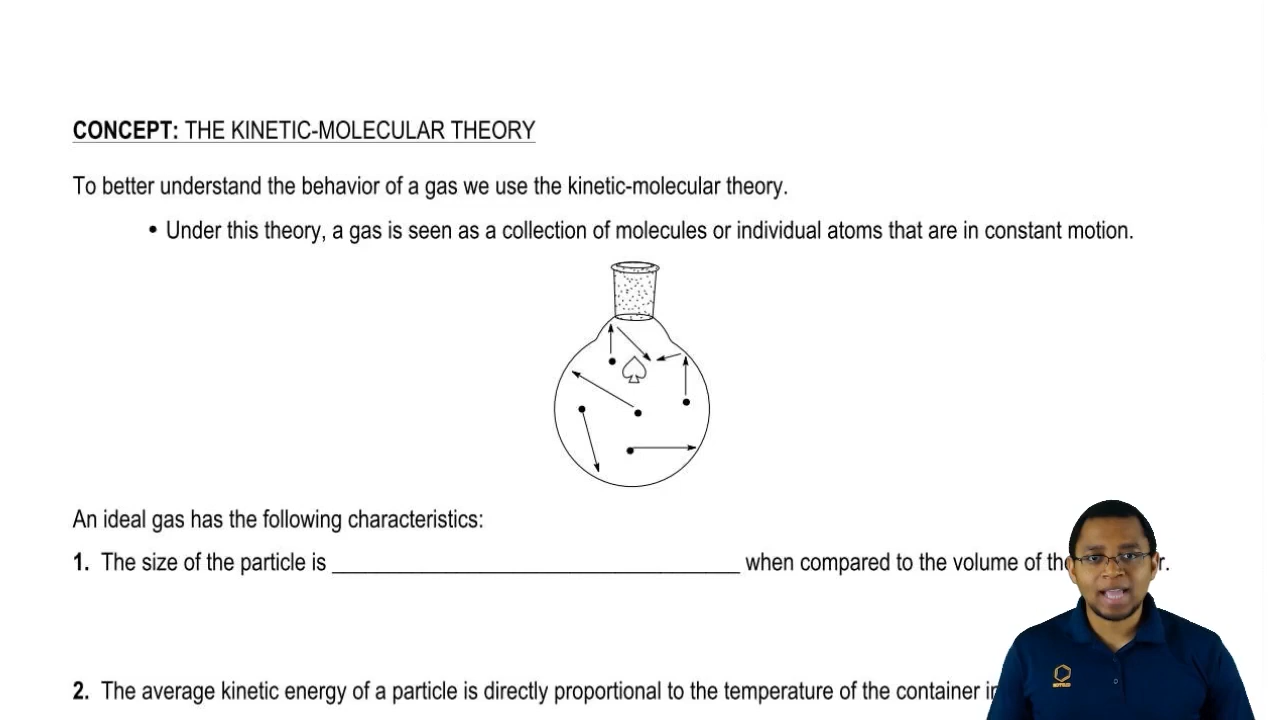 CONCEPT: THE KINETIC-MOLECULAR THEORY
To better understand the behavior of a gas we use the kinetic-molecular theory.
• Under this theory, a gas is seen as a collection of molecules or individual atoms that are in constant motion.
An ideal gas has the following characteristics:
1. The size of the particle is ______________________________________ when compared to the volume of
2. The average kinetic energy of a particle is directly proportional to the temperature of the container